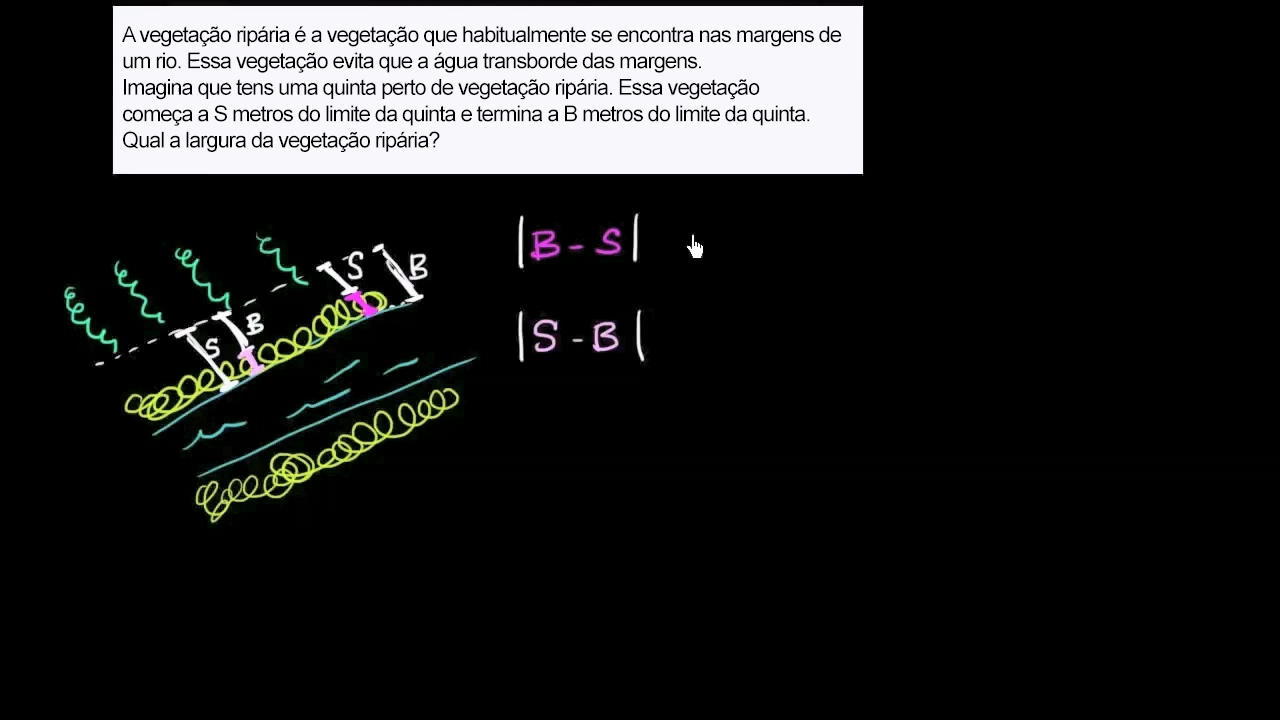 A vegetação ripária é a vegetação que habitualmente se encontra nas margens de
um rio. Essa vegetação evita que a água transborde das margens.
Imagina que tens uma quinta perto de vegetação ripária. Essa vegetação
começa a S metros do limite da quinta e termina a B metros do limite da quinta.
Qual a largura da vegetação ripária?
|B - S|
S B
B
S
|S - B|